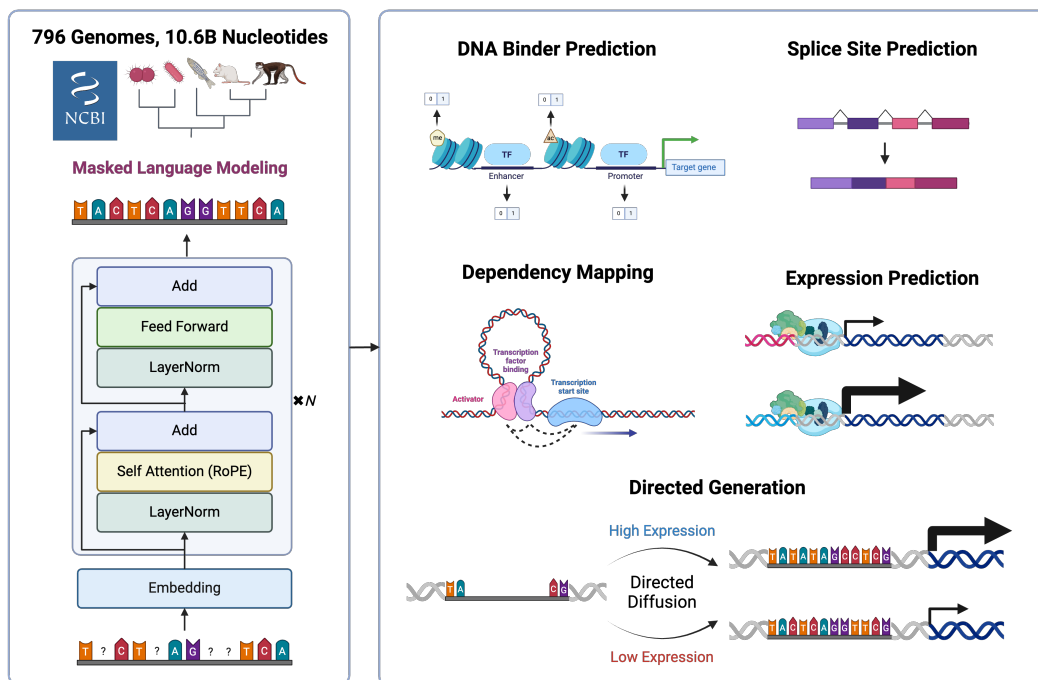 796 Genomes, 10.6B Nucleotides
NCBI
Masked Language Modeling
T A C T C A G G T T C A
Add
Feed Forward
LayerNorm
✖N
Add
Self Attention (RoPE)
LayerNorm
Embedding
T ? C T ? A G ? ? T C A
DNA Binder Prediction
0 1
0 1
me
ac
TF
TF
Enhancer
Promoter
Target gene
0 1
0 1
Splice Site Prediction
Dependency Mapping
Transcription
factor
binding
Activator
Transcription
start site
Expression Prediction
Directed Generation
High Expression
Directed
Diffusion
Low Expression
T A C G
T A T A T A G C C T C G
T A C T C A G G T T C G